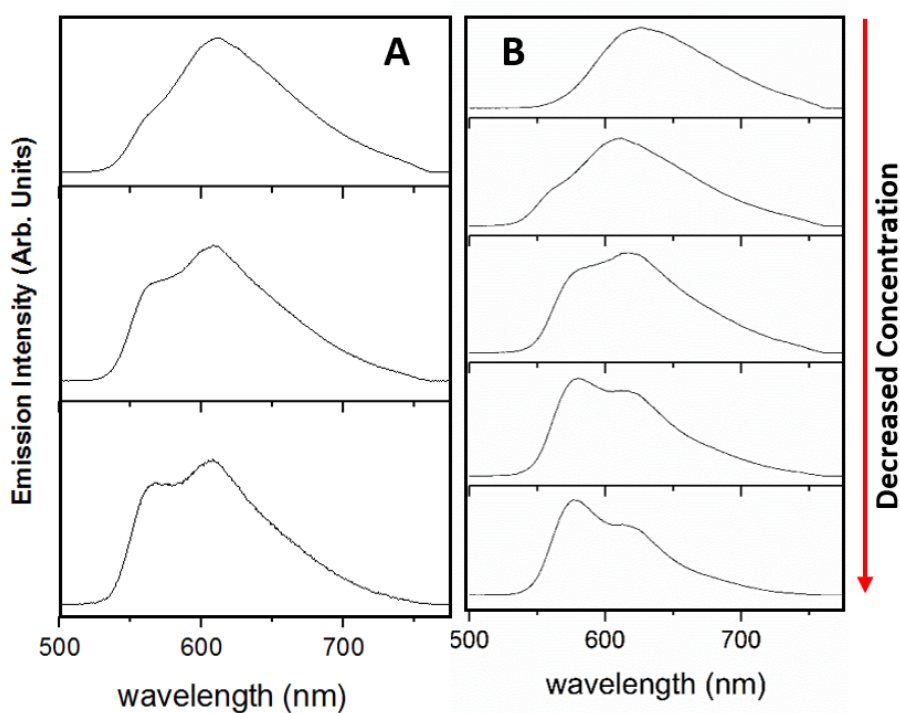 A
B
Emission Intensity (Arb. Units)
Decreased Concentration
500 600 700
500 600 700
wavelength (nm)
wavelength (nm)